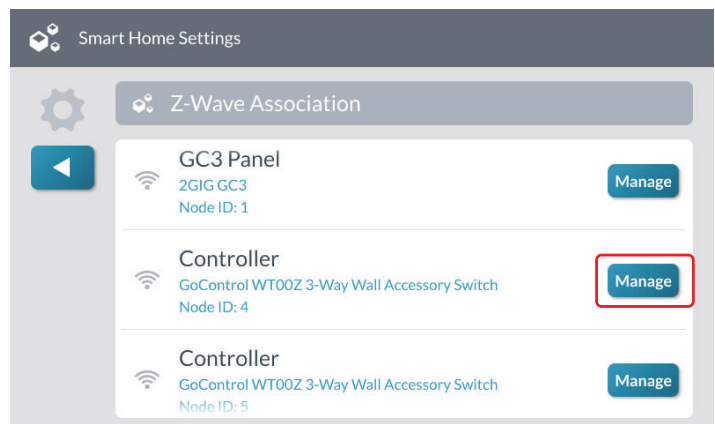 Smart Home Settings
Z-Wave Association
GC3 Panel
2GIG GC3
Node ID: 1
Manage
Controller
GoControl WT00Z 3-Way Wall Accessory Switch
Node ID: 4
Manage
Controller
GoControl WT00Z 3-Way Wall Accessory Switch
Node ID: 5
Manage